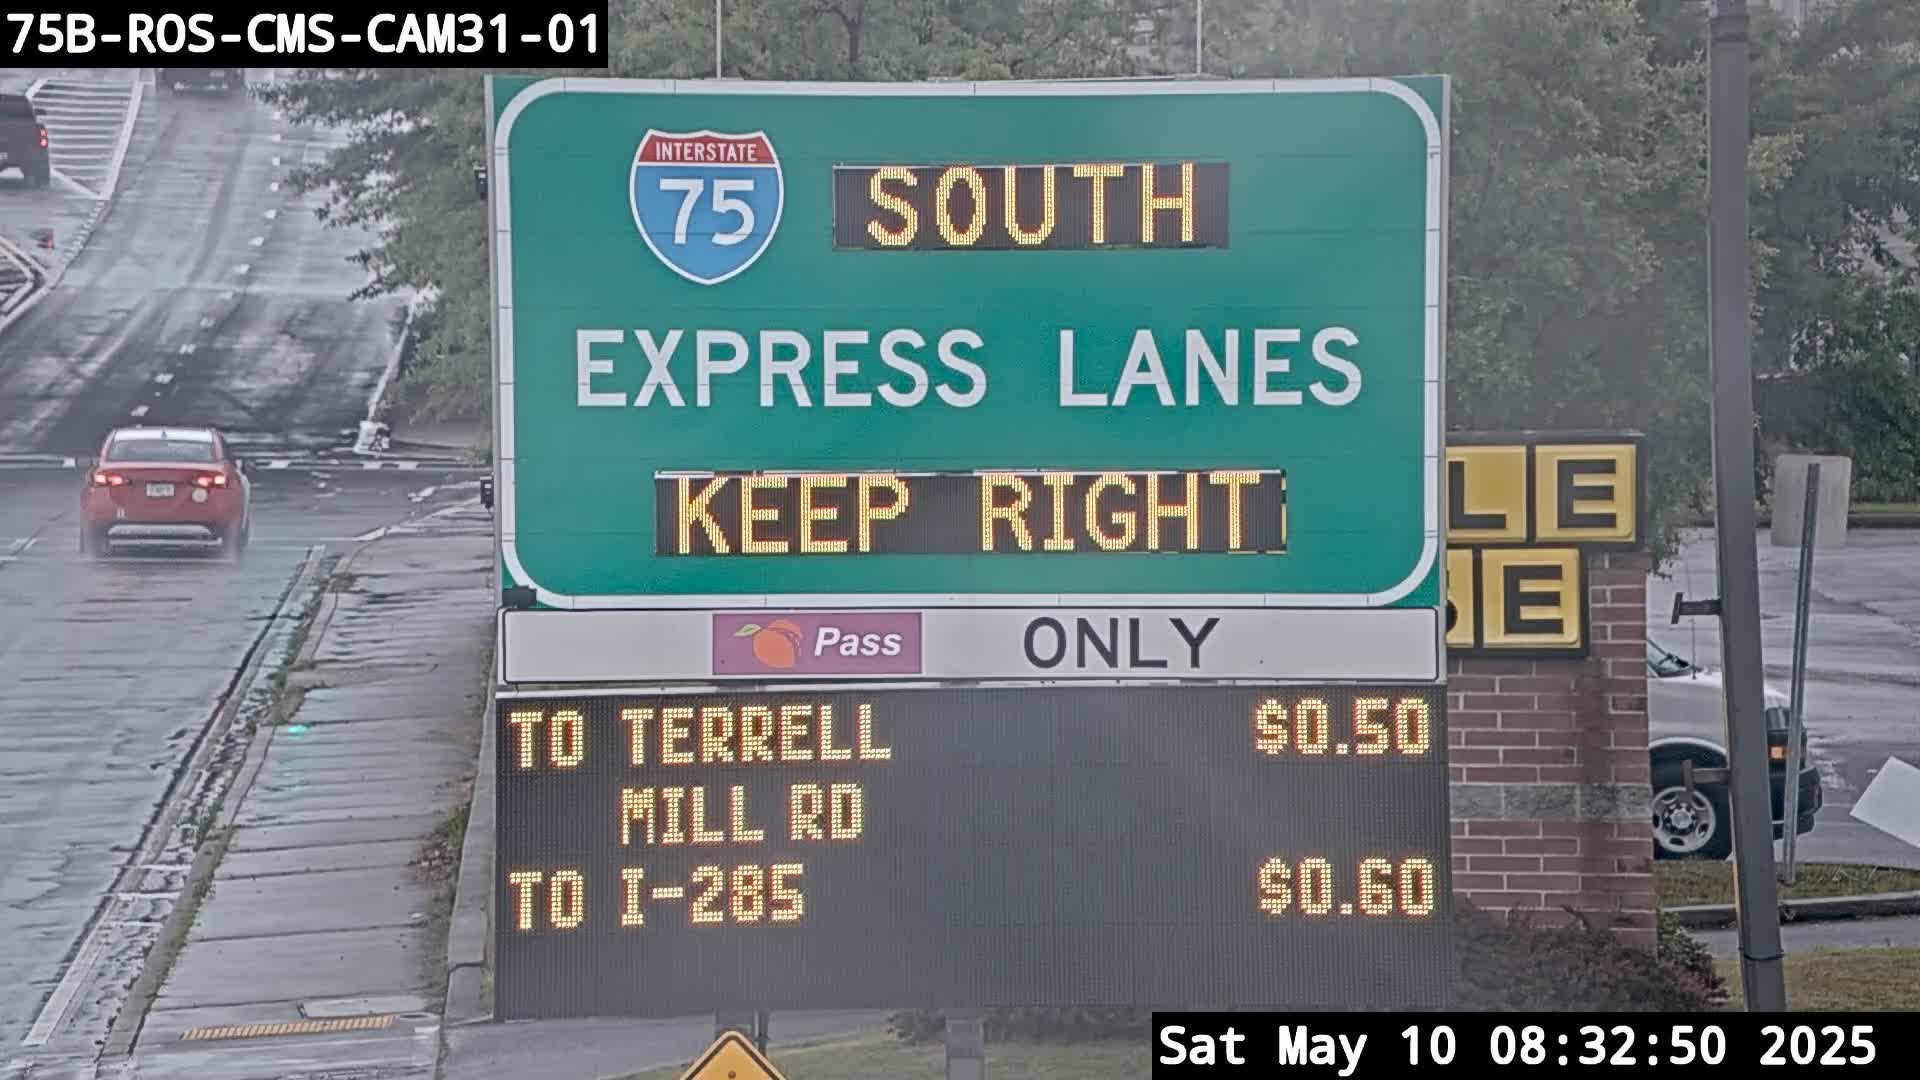 75B-ROS-CMS-CAM31-01
INTERSTATE
75
SOUTH
EXPRESS LANES
KEEP RIGHT
Pass ONLY
TO TERRELL $0.50
MILL RD
TO I-285 $0.60
LE
E
Sat May 10 08:32:50 2025